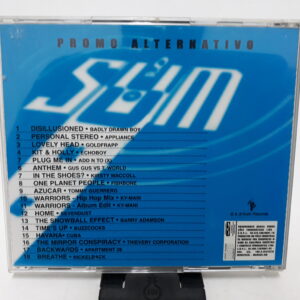 PROMO ALTERNATIVO
SUM
1 DISILLUSIONED • BADLY DRAWN BOY
2 PERSONAL STEREO • APPLIANCE
3 LOVELY HEAD • GOLDFRAPP
4 KIT & HOLLY • ECHOBOY
5 PLUG ME IN • ADD N TO (X)
6 ANTHEM • GUS GUS VS T. WORLD
7 IN THE SHOES? • KIRSTY MACCOLL
8 ONE PLANET PEOPLE • FISHBONE
9 AZUCAR • TOMMY GUERRERO
10 WARRIORS - Hip Hop Mix • KY-MANI
11 WARRIORS - Album Edit • KY-MANI
12 HOME • SEVENDUST
13 THE SNOWBALL EFFECT • BARRY ADAMSON
14 TIME'S UP • BUZZCOCKS
15 HAVANA • CUBA
16 THE MIRROR CONSPIRACY • THIEVERY CORPORATION
17 BACKWARDS • APARTMENT 26
18 BREATHE • NICKELBACK